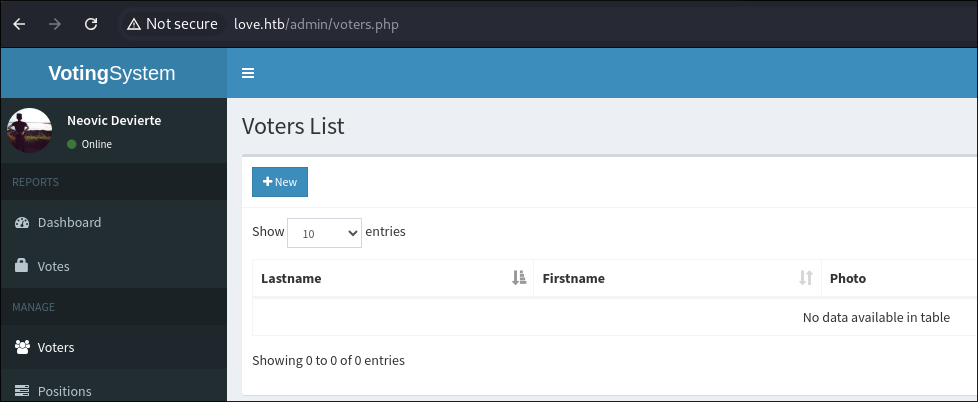 Not secure love.htb/admin/voters.php
VotingSystem
Neovic Devierte
Online
REPORTS
Dashboard
Votes
MANAGE
Voters
Positions
Voters List
New
Show 10 entries
Lastname Firstname Photo
No data available in table
Showing 0 to 0 of 0 entries